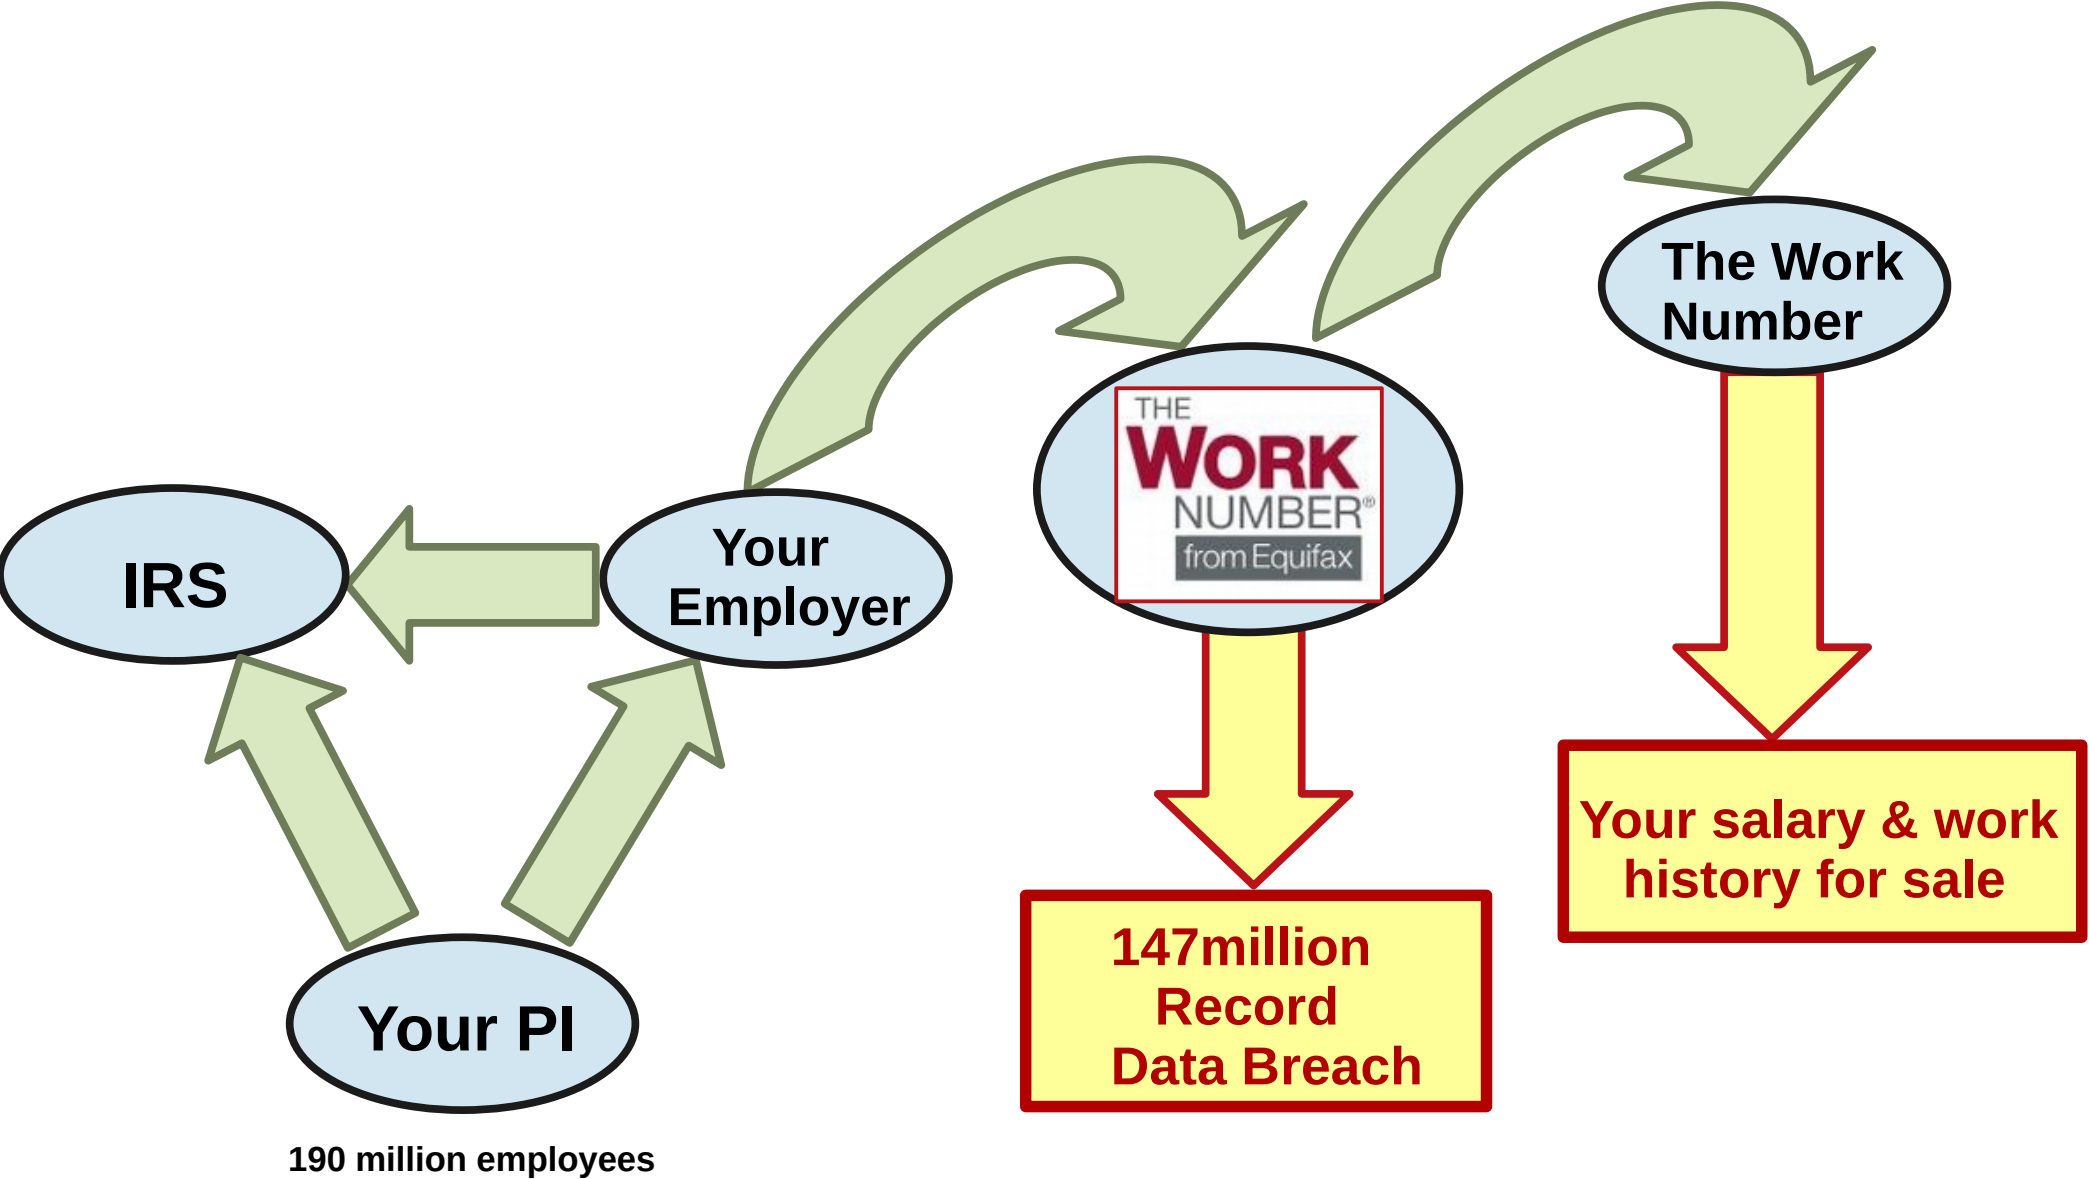 The Work
Number
THE
WORK
NUMBER®
from Equifax
Your
Employer
IRS
Your salary & work
history for sale
147million
Record
Data Breach
Your PI
190 million employees